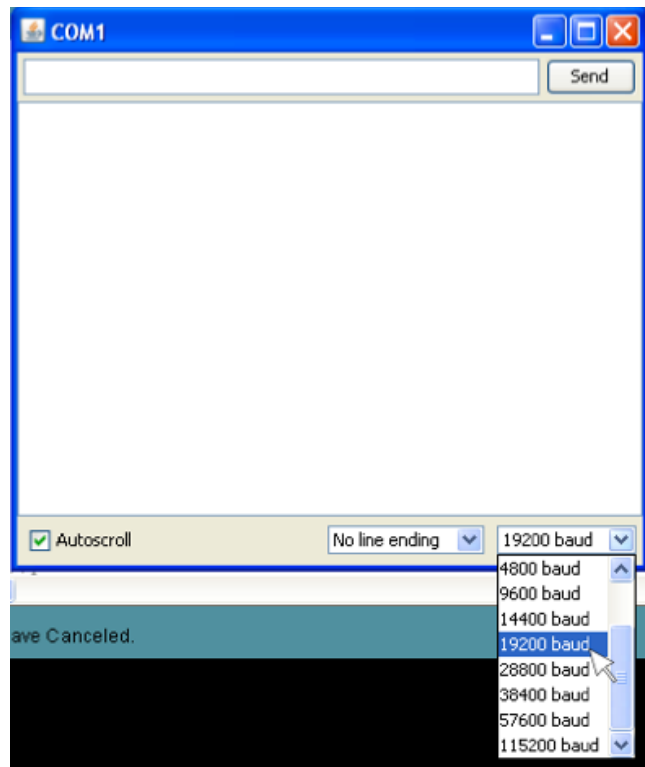 COM1
Send
Autoscroll
No line ending
19200 baud
4800 baud
9600 baud
14400 baud
19200 baud
28800 baud
38400 baud
57600 baud
115200 baud
ave Canceled.